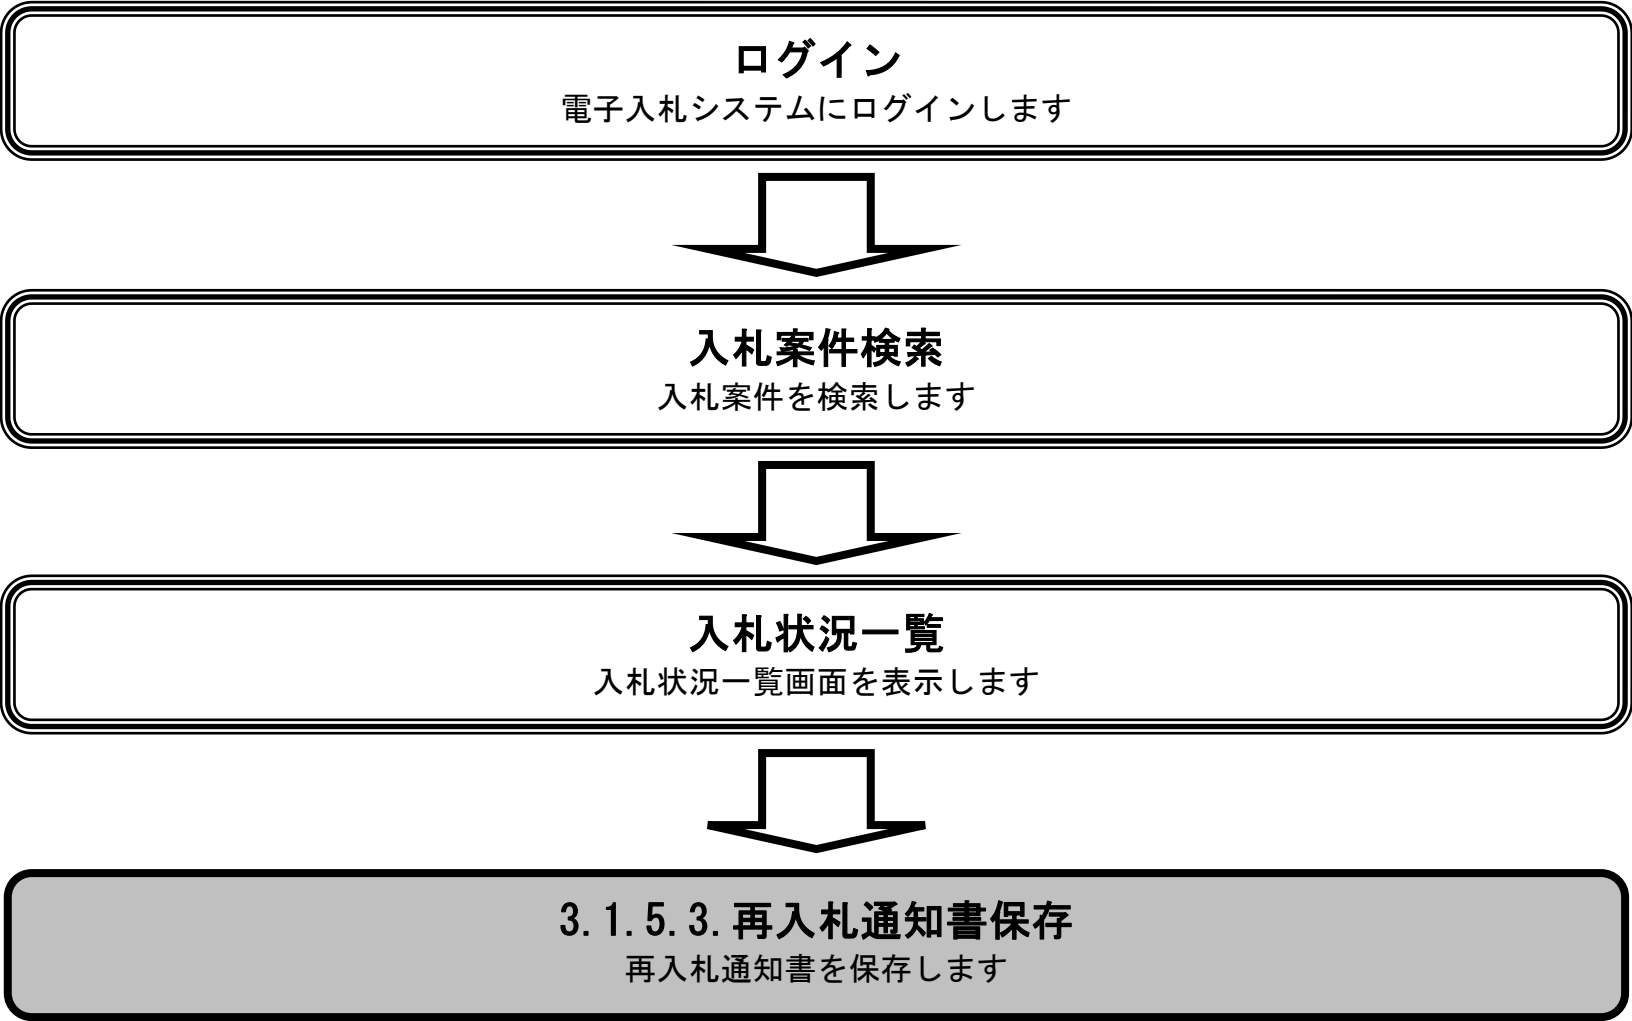 ログイン
電子入札システムにログインします
入札案件検索
入札案件を検索します
入札状況一覧
入札状況一覧画面を表示します
3.1.5.3.再入札通知書保存
再入札通知書を保存します